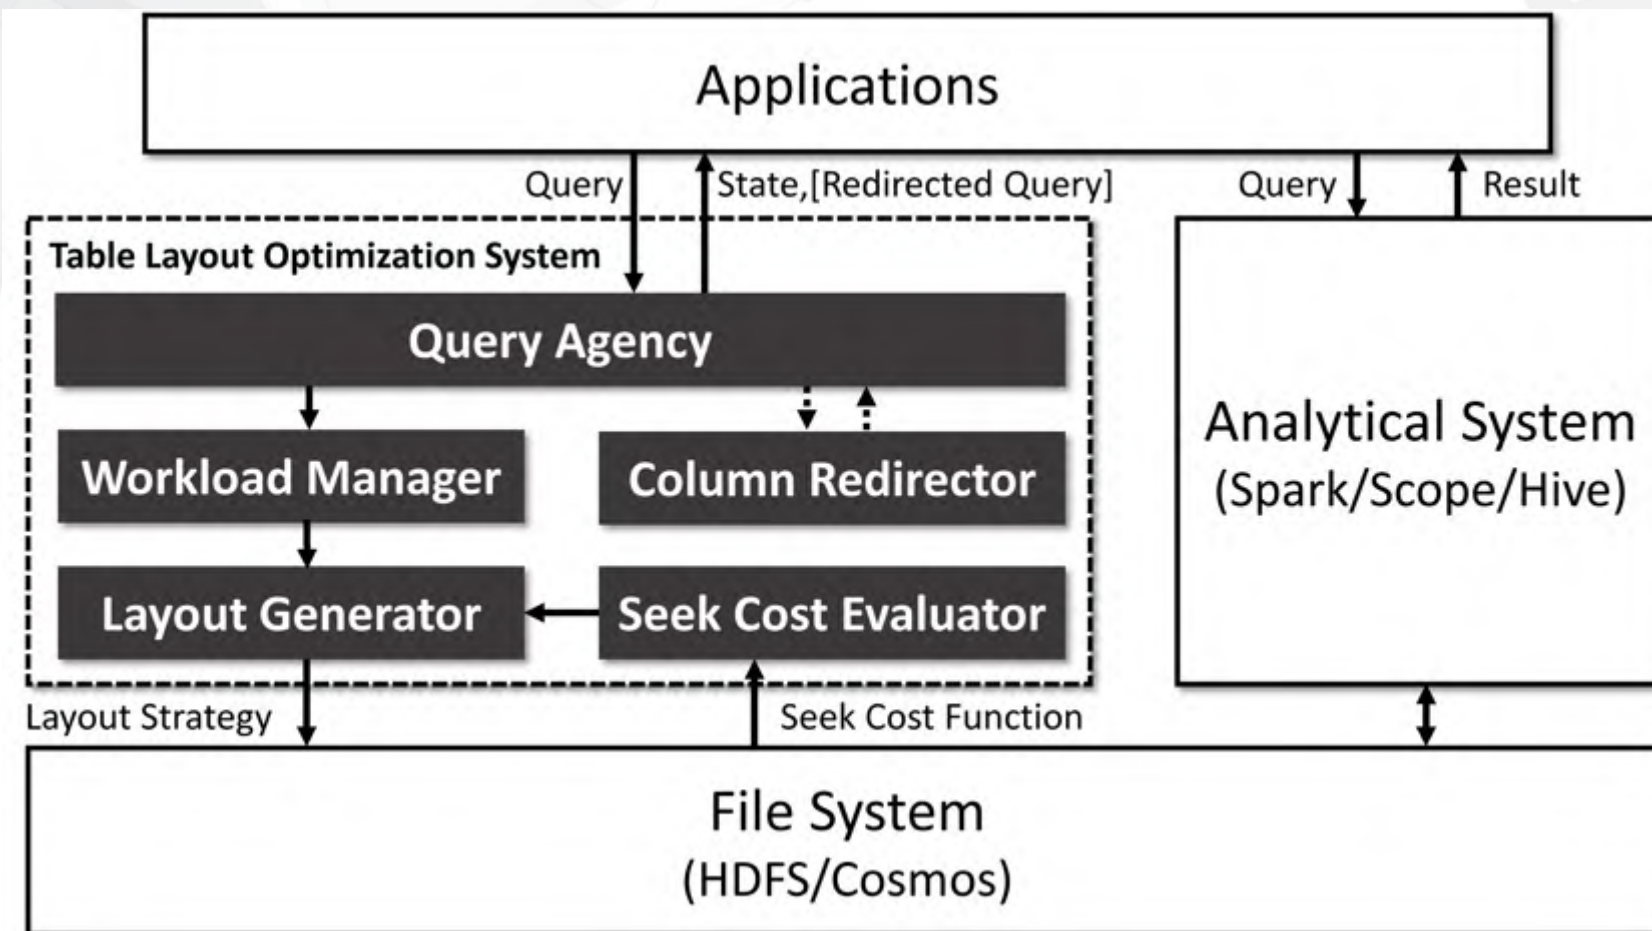 Applications
Query
State,[Redirected Query]
Query
Result
Table Layout Optimization System
Query Agency
Workload Manager
Column Redirector
Analytical System
(Spark/Scope/Hive)
Layout Generator
Seek Cost Evaluator
Layout Strategy
Seek Cost Function
File System
(HDFS/Cosmos)